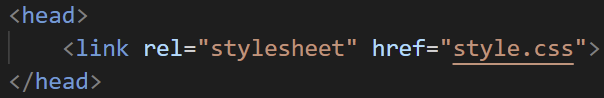 <head>
    <link rel="stylesheet" href="style.css">
</head>